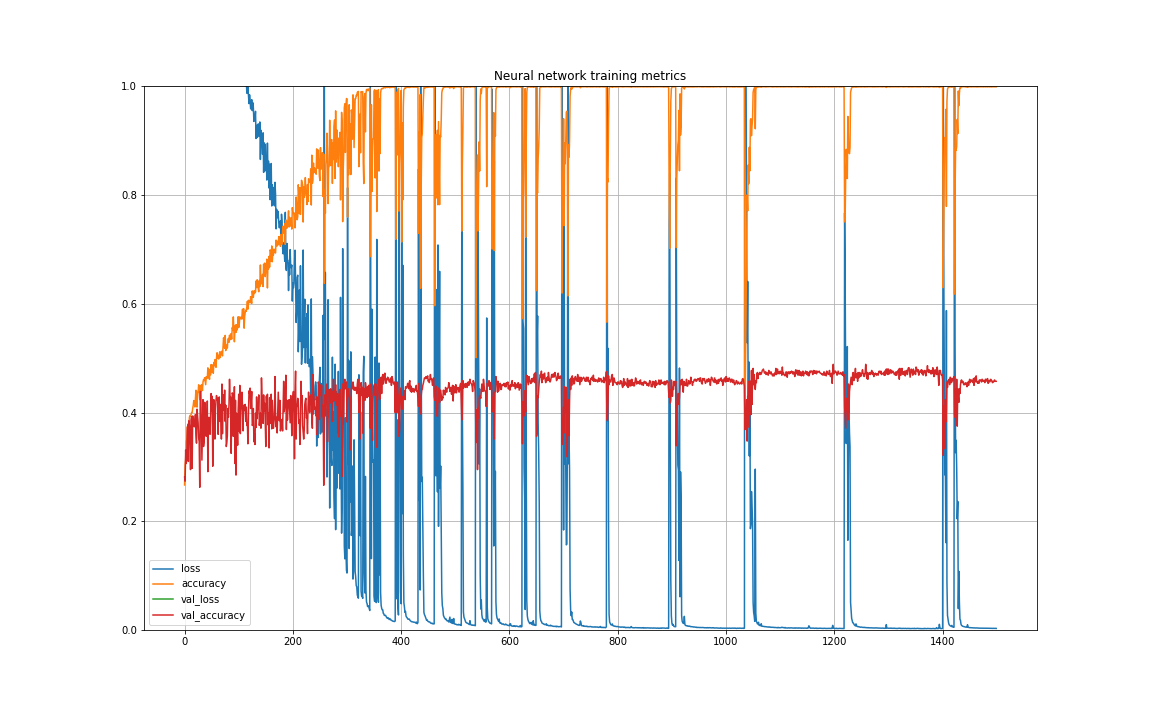 Neural network training metrics
1.0
0.8
0.6
0.4
0.2
0.0
loss
accuracy
val_loss
val_accuracy
0 200 400 600 800 1000 1200 1400